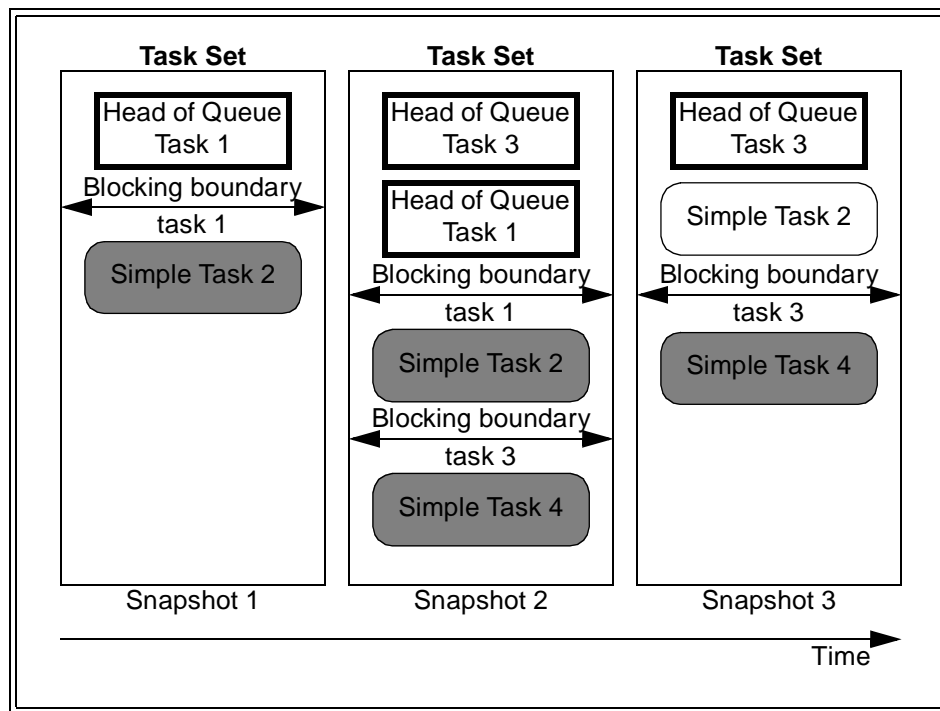 Task Set
Head of Queue
Task 1
Blocking boundary
task 1
Simple Task 2
Snapshot 1
Task Set
Head of Queue
Task 3
Head of Queue
Task 1
Blocking boundary
task 1
Simple Task 2
Blocking boundary
task 3
Simple Task 4
Snapshot 2
Task Set
Head of Queue
Task 3
Simple Task 2
Blocking boundary
task 3
Simple Task 4
Snapshot 3
Time